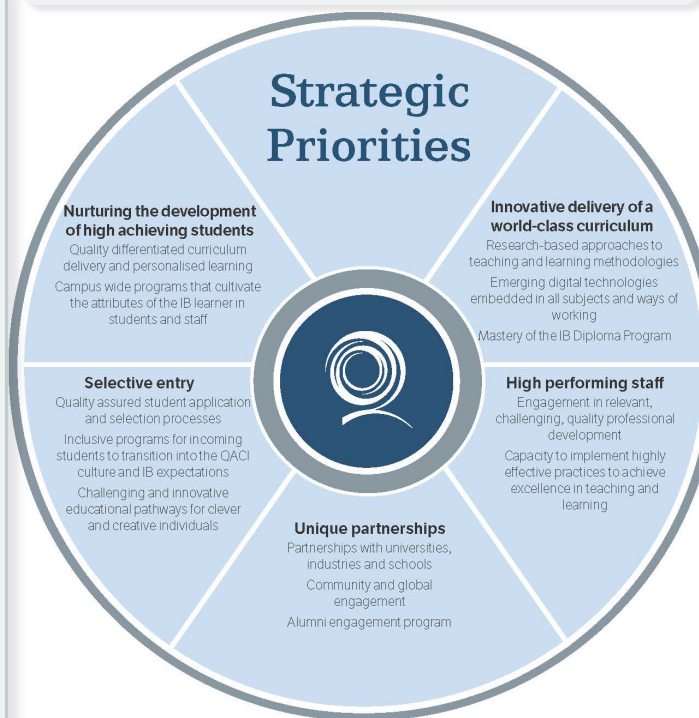 Strategic
Priorities
Nurturing the development
of high achieving students
Quality differentiated curriculum
delivery and personalised learning
Campus wide programs that cultivate
the attributes of the IB learner in
students and staff
Innovative delivery of a
world-class curriculum
Research-based approaches to
teaching and learning methodologies
Emerging digital technologies
embedded in all subjects and ways of
working
Mastery of the IB Diploma Program
Selective entry
Quality assured student application
and selection processes
Inclusive programs for incoming
students to transition into the QACI
culture and IB expectations
Challenging and innovative
educational pathways for clever
and creative individuals
High performing staff
Engagement in relevant,
challenging, quality professional
development
Capacity to implement highly
effective practices to achieve
excellence in teaching and
learning
Unique partnerships
Partnerships with universities,
industries and schools
Community and global
engagement
Alumni engagement program